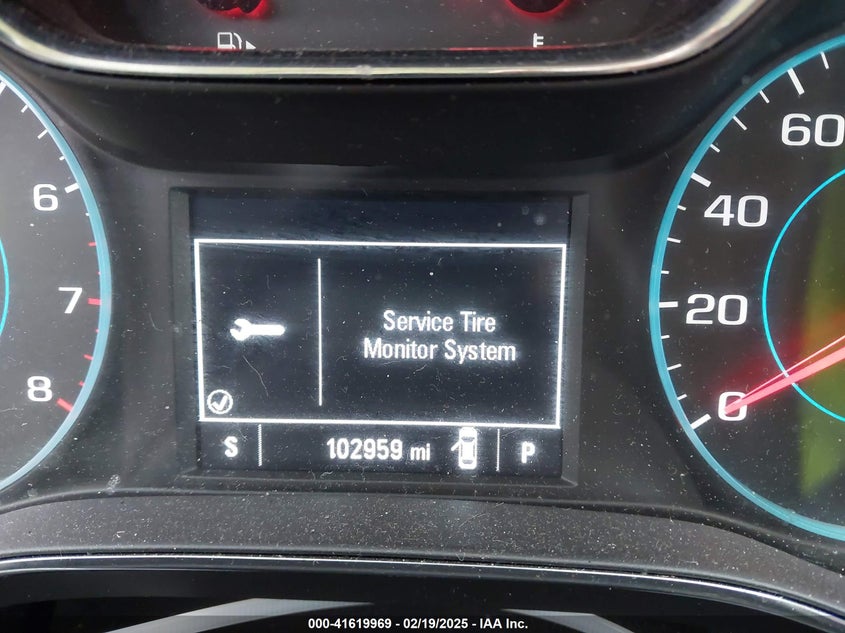 E
6
7
8
60
40
20
0
Service Tire
Monitor System
S 102959 mi P
000-41619969 - 02/19/2025 - IAA Inc.